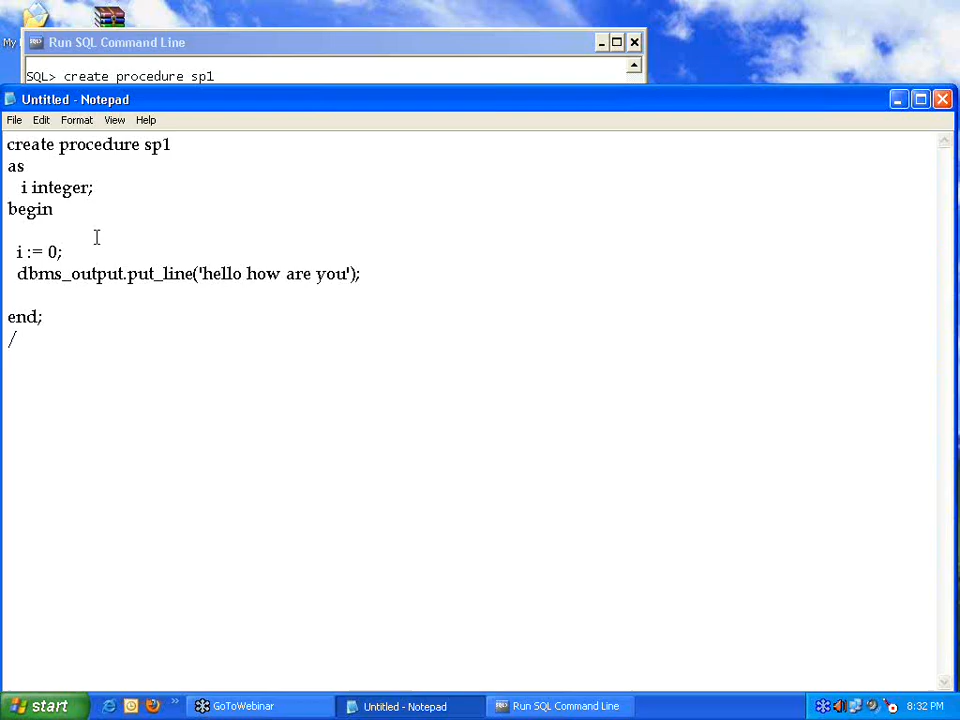 My
Run SQL Command Line
SQL> create procedure sp1
Untitled - Notepad
File Edit Format View Help
create procedure sp1
as
i integer;
begin
i := 0;
dbms_output.put_line('hello how are you');
end;
/
start
GoToWebinar
Untitled - Notepad
Run SQL Command Line
8:32 PM